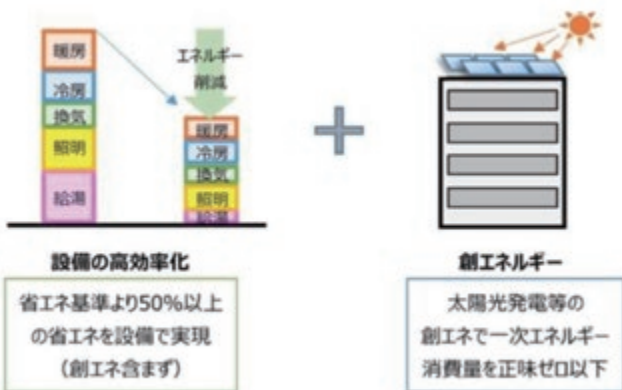 暖房
冷房
換気
照明
給湯
エネルギー
削減
暖房
冷房
換気
照明
給湯
設備の高効率化
省エネ基準より50%以上
の省エネを設備で実現
(創エネ含まず)
創エネルギー
太陽光発電等の
創エネで一次エネルギー
消費量を正味ゼロ以下